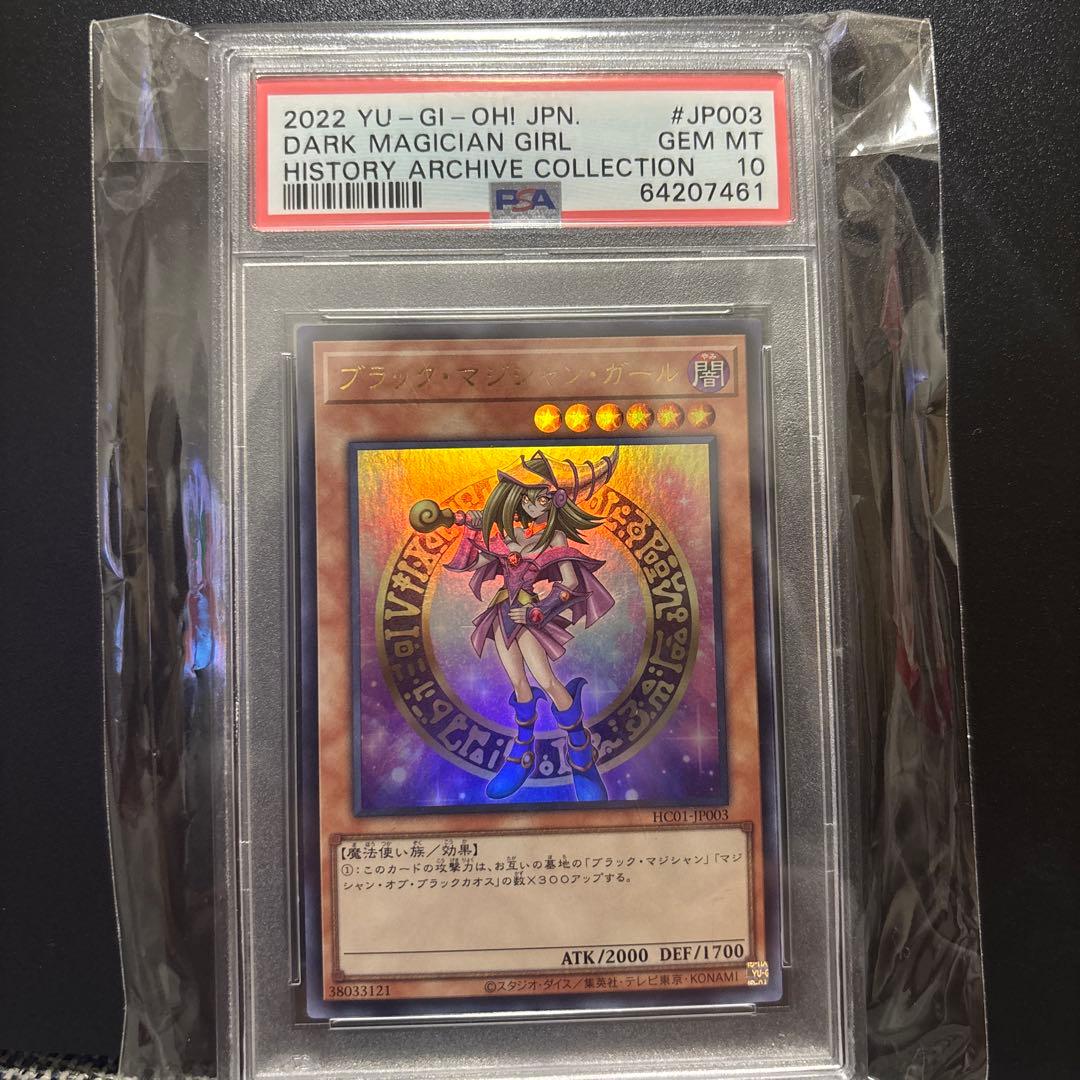 2022 YU-GI-OH! JPN. #JP003
DARK MAGICIAN GIRL GEM MT
HISTORY ARCHIVE COLLECTION 10
PSA 64207461
ブラック・マジシャン・ガール 闇
やみ
HC01-JP003
【魔法使い族/効果】
①:このカードの攻撃力は、お互いの墓地の「ブラック・マジシャン」「マジ
シャン・オブ・ブラックカオス」の数×300アップする。
ATK/2000 DEF/1700
38033121 ©スタジオ・ダイス/集英社・テレビ東京・KONAMI